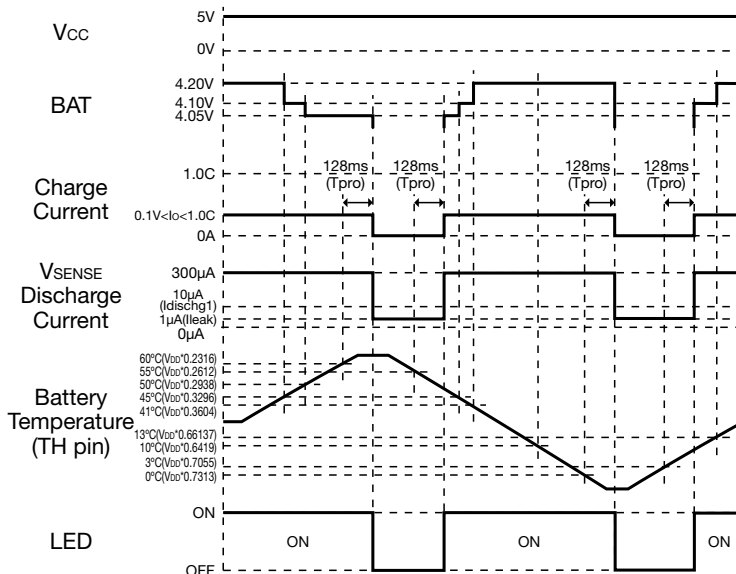 VCC
5V
0V
BAT
4.20V
4.10V
4.05V
Charge
Current
1.0C
0.1V<Io<1.0C
0A
128ms
(Tpro)
128ms
(Tpro)
128ms
(Tpro)
128ms
(Tpro)
VSENSE
Discharge
Current
300µA
10µA
(Idischg1)
1µA(Ileak)
0µA
Battery
Temperature
(TH pin)
60ºC(VDD*0.2316)
55ºC(VDD*0.2612)
50ºC(VDD*0.2938)
45ºC(VDD*0.3296)
41ºC(VDD*0.3604)
13ºC(VDD*0.66137)
10ºC(VDD*0.6419)
3ºC(VDD*0.7055)
0ºC(VDD*0.7313)
LED
ON
OFF
ON
ON
ON